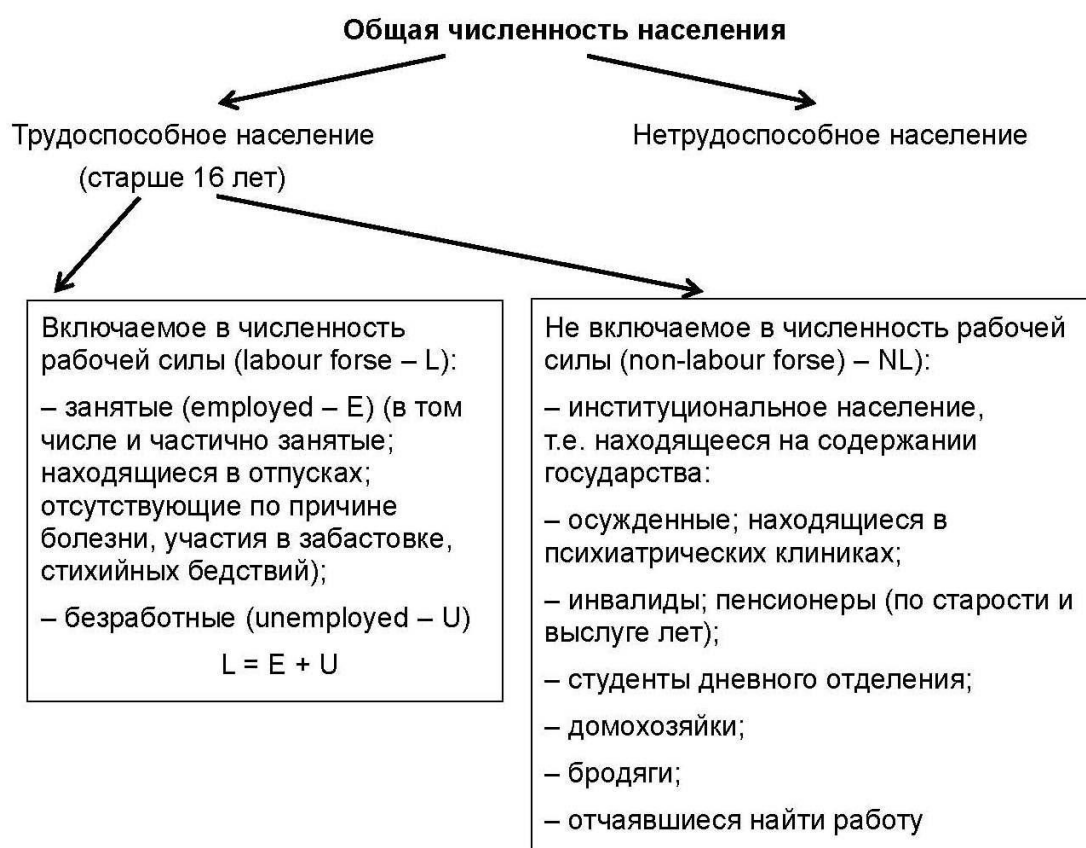 Общая численность населения
Трудоспособное население
(старше 16 лет)
Нетрудоспособное население
Включаемое в численность
рабочей силы (labour forse – L):
– занятые (employed – E) (в том
числе и частично занятые;
находящиеся в отпусках;
отсутствующие по причине
болезни, участия в забастовке,
стихийных бедствий);
– безработные (unemployed – U)
L = E + U
Не включаемое в численность рабочей
силы (non-labour forse) – NL):
– институциональное население,
т.е. находящееся на содержании
государства:
– осужденные; находящиеся в
психиатрических клиниках;
– инвалиды; пенсионеры (по старости и
выслуге лет);
– студенты дневного отделения;
– домохозяйки;
– бродяги;
– отчаявшиеся найти работу